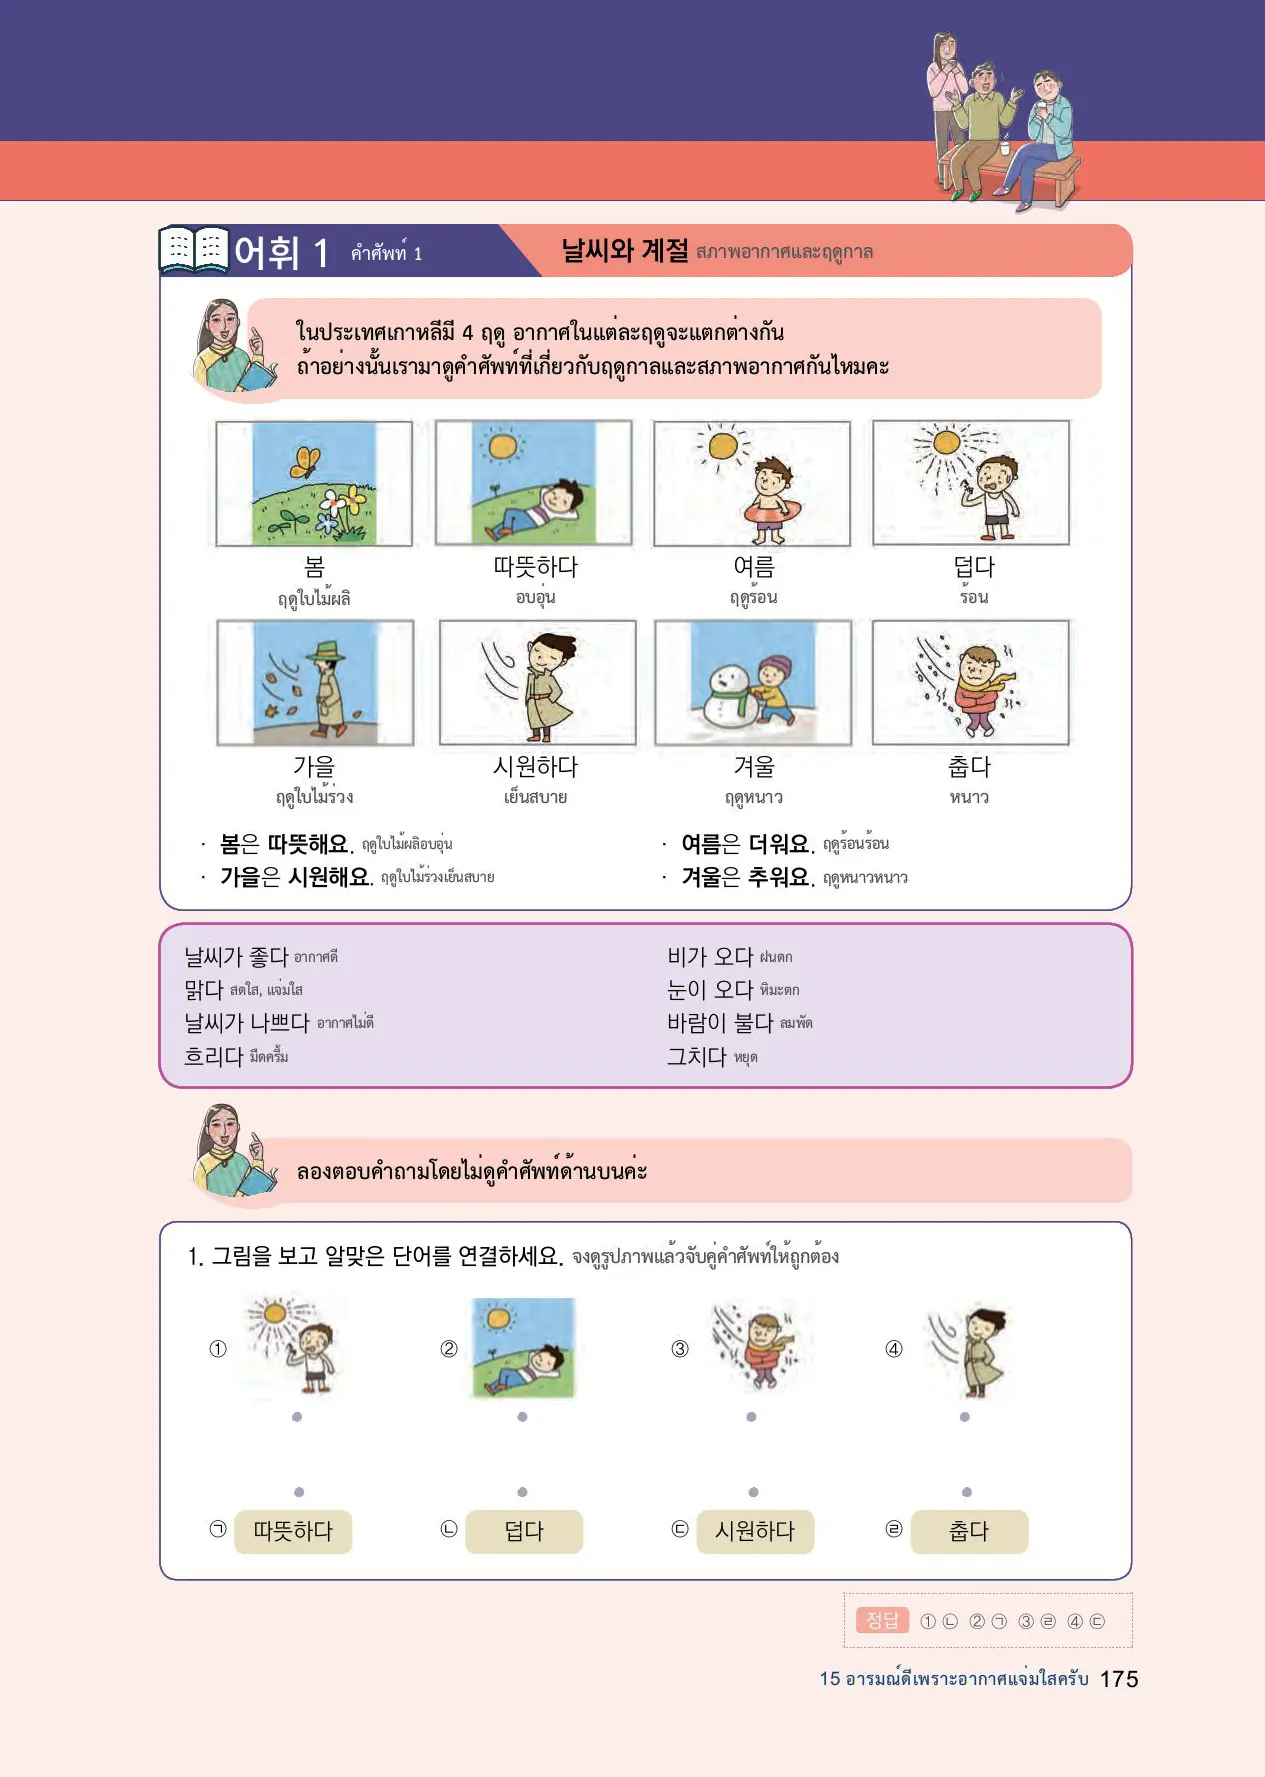 어휘 1 คำศัพท์ 1 날씨와 계절 สภาพอากาศและฤดูกาล
ในประเทศเกาหลีมี 4 ฤดู อากาศในแต่ละฤดูจะแตกต่างกัน
ถ้าอย่างนั้นเรามาดูคำศัพท์ที่เกี่ยวกับฤดูกาลและสภาพอากาศกันไหมคะ
봄 따뜻하다 여름 덥다
ฤดูใบไม้ผลิ อบอุ่น ฤดูร้อน ร้อน
가을 시원하다 겨울 춥다
ฤดูใบไม้ร่วง เย็นสบาย ฤดูหนาว หนาว
· 봄은 따뜻해요. ฤดูใบไม้ผลิอบอุ่น
· 여름은 더워요. ฤดูร้อนร้อน
· 가을은 시원해요. ฤดูใบไม้ร่วงเย็นสบาย
· 겨울은 추워요. ฤดูหนาวหนาว
날씨가 좋다 อากาศดี
맑다 สดใส, แจ่มใส
날씨가 나쁘다 อากาศไม่ดี
흐리다 มืดครึ้ม
비가 오다 ฝนตก
눈이 오다 หิมะตก
바람이 불다 ลมพัด
그치다 หยุด
ลองตอบคำถามโดยไม่ดูคำศัพท์ด้านบนค่ะ
1. 그림을 보고 알맞은 단어를 연결하세요. จงดูรูปภาพแล้วจับคู่คำศัพท์ให้ถูกต้อง
① ② ③ ④
㉠ 따뜻하다 ㉡ 덥다 ㉢ 시원하다 ㉣ 춥다
정답 ① ㉡ ② ㉠ ③ ㉣ ④ ㉢
15 อารมณ์ดีเพราะอากาศแจ่มใสครับ 175